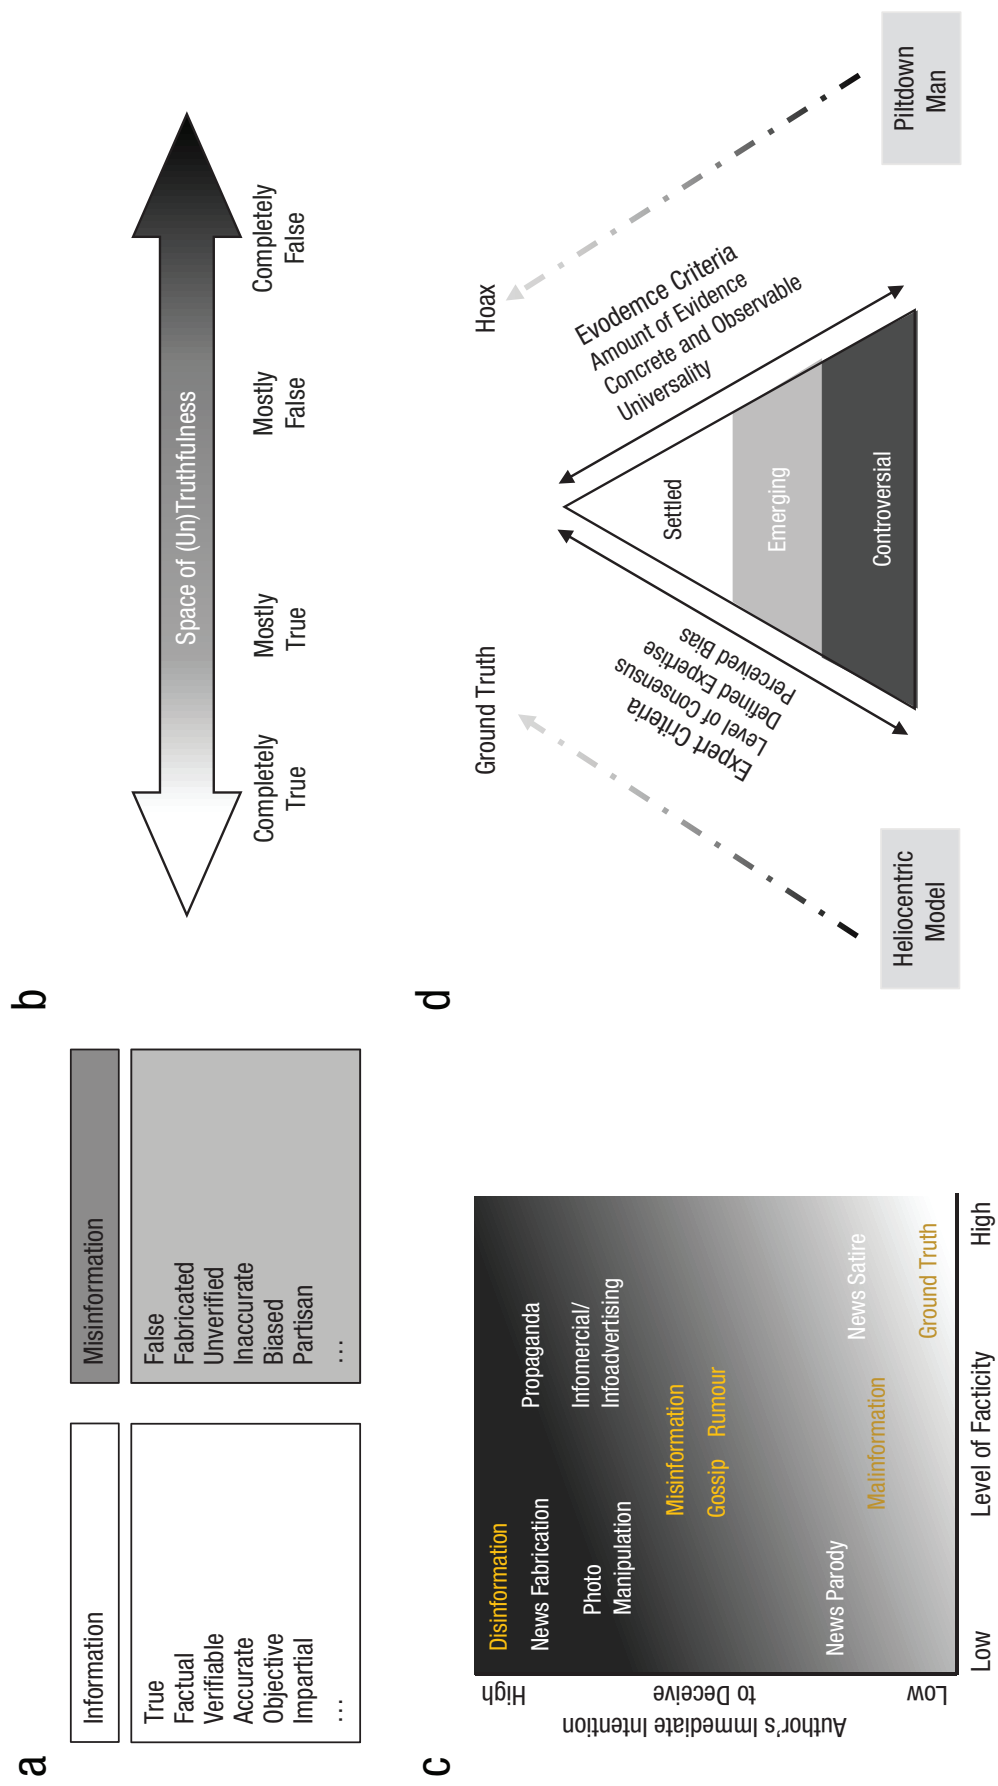 a
Information
True
Factual
Verifiable
Accurate
Objective
Impartial
...
Misinformation
False
Fabricated
Unverified
Inaccurate
Biased
Partisan
...
b
Space of (Un)Truthfulness
Completely
True
Mostly
True
Mostly
False
Completely
False
c
Author's Immediate Intention
to Deceive
High
Low
Disinformation
News Fabrication
Propaganda
Photo
Manipulation
Infomercial/
Infoadvertising
Misinformation
Gossip Rumour
News Parody
News Satire
Malinformation
Ground Truth
Low
Level of Facticity
High
d
Ground Truth
Hoax
Expert Criteria
Level of Consensus
Defined Expertise
Perceived Bias
Evodemce Criteria
Amount of Evidence
Concrete and Observable
Universality
Settled
Emerging
Controversial
Heliocentric
Model
Piltdown
Man